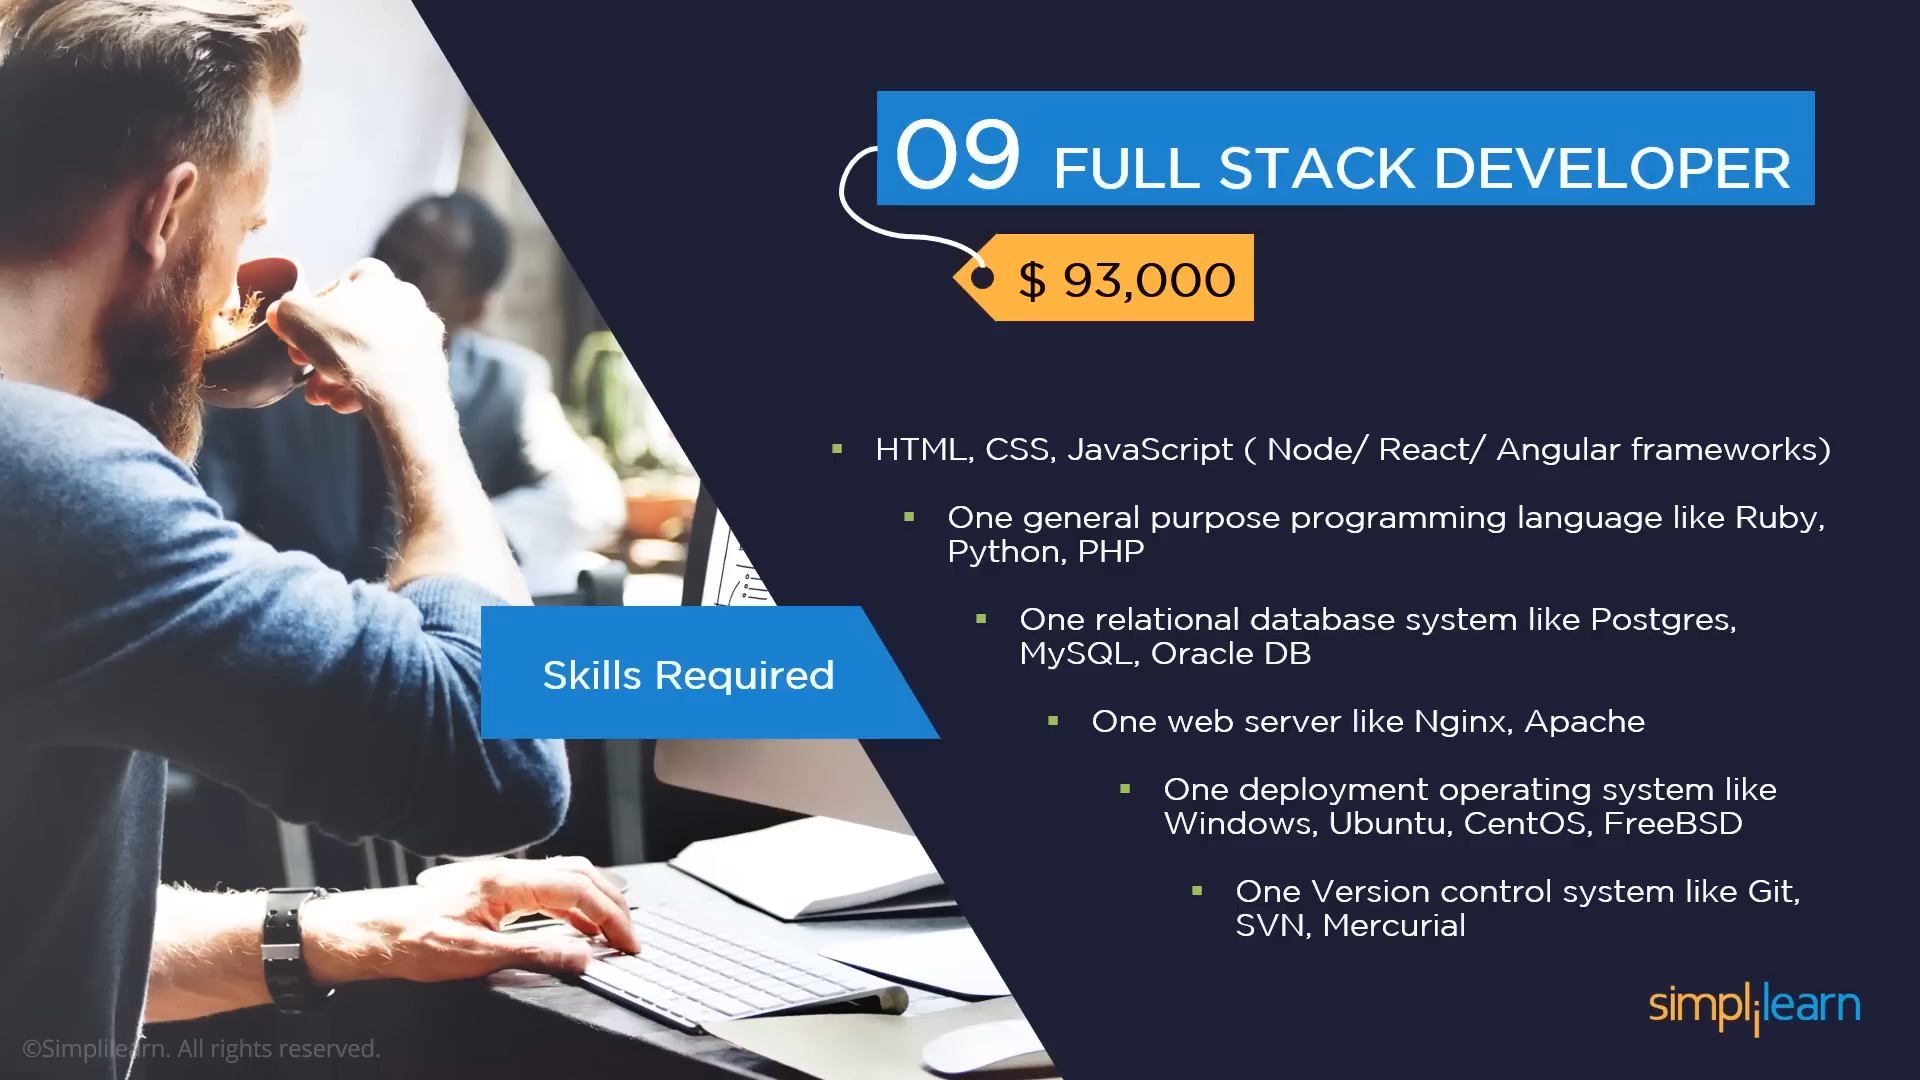 09 FULL STACK DEVELOPER
$ 93,000
HTML, CSS, JavaScript ( Node/ React/ Angular frameworks)
One general purpose programming language like Ruby,
Python, PHP
One relational database system like Postgres,
MySQL, Oracle DB
Skills Required
One web server like Nginx, Apache
One deployment operating system like
Windows, Ubuntu, CentOS, FreeBSD
One Version control system like Git,
SVN, Mercurial
simplilearn
©Simplilearn. All rights reserved.